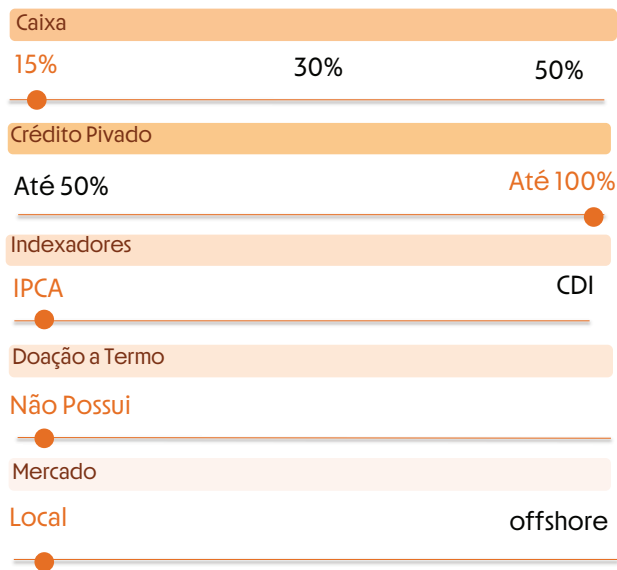 Caixa
15% 30% 50%
Crédito Pivado
Até 50% Até 100%
Indexadores
IPCA CDI
Doação a Termo
Não Possui
Mercado
Local offshore